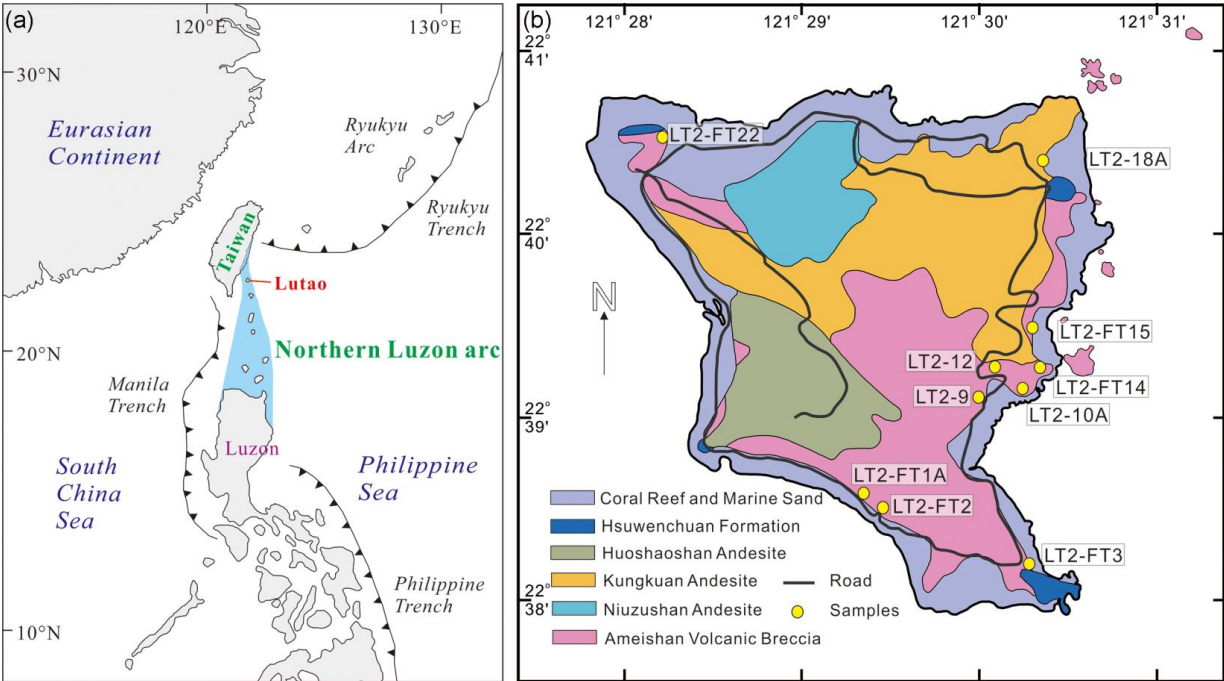 (a)
120°E
130°E
30°N
Eurasian
Continent
Ryukyu
Arc
Ryukyu
Trench
Taiwan
Lutao
Northern Luzon arc
20°N
Manila
Trench
Luzon
South
China
Sea
Philippine
Sea
Philippine
Trench
10°N
(b)
121° 28'
121° 29'
121° 30'
121° 31'
22°
41'
22°
40'
22°
39'
22°
38'
N
LT2-FT22
LT2-18A
LT2-FT15
LT2-12
LT2-FT14
LT2-9
LT2-10A
LT2-FT1A
LT2-FT2
LT2-FT3
Coral Reef and Marine Sand
Hsuwenchuan Formation
Huoshaoshan Andesite
Kungkuan Andesite
Road
Niuzushan Andesite
Samples
Ameishan Volcanic Breccia